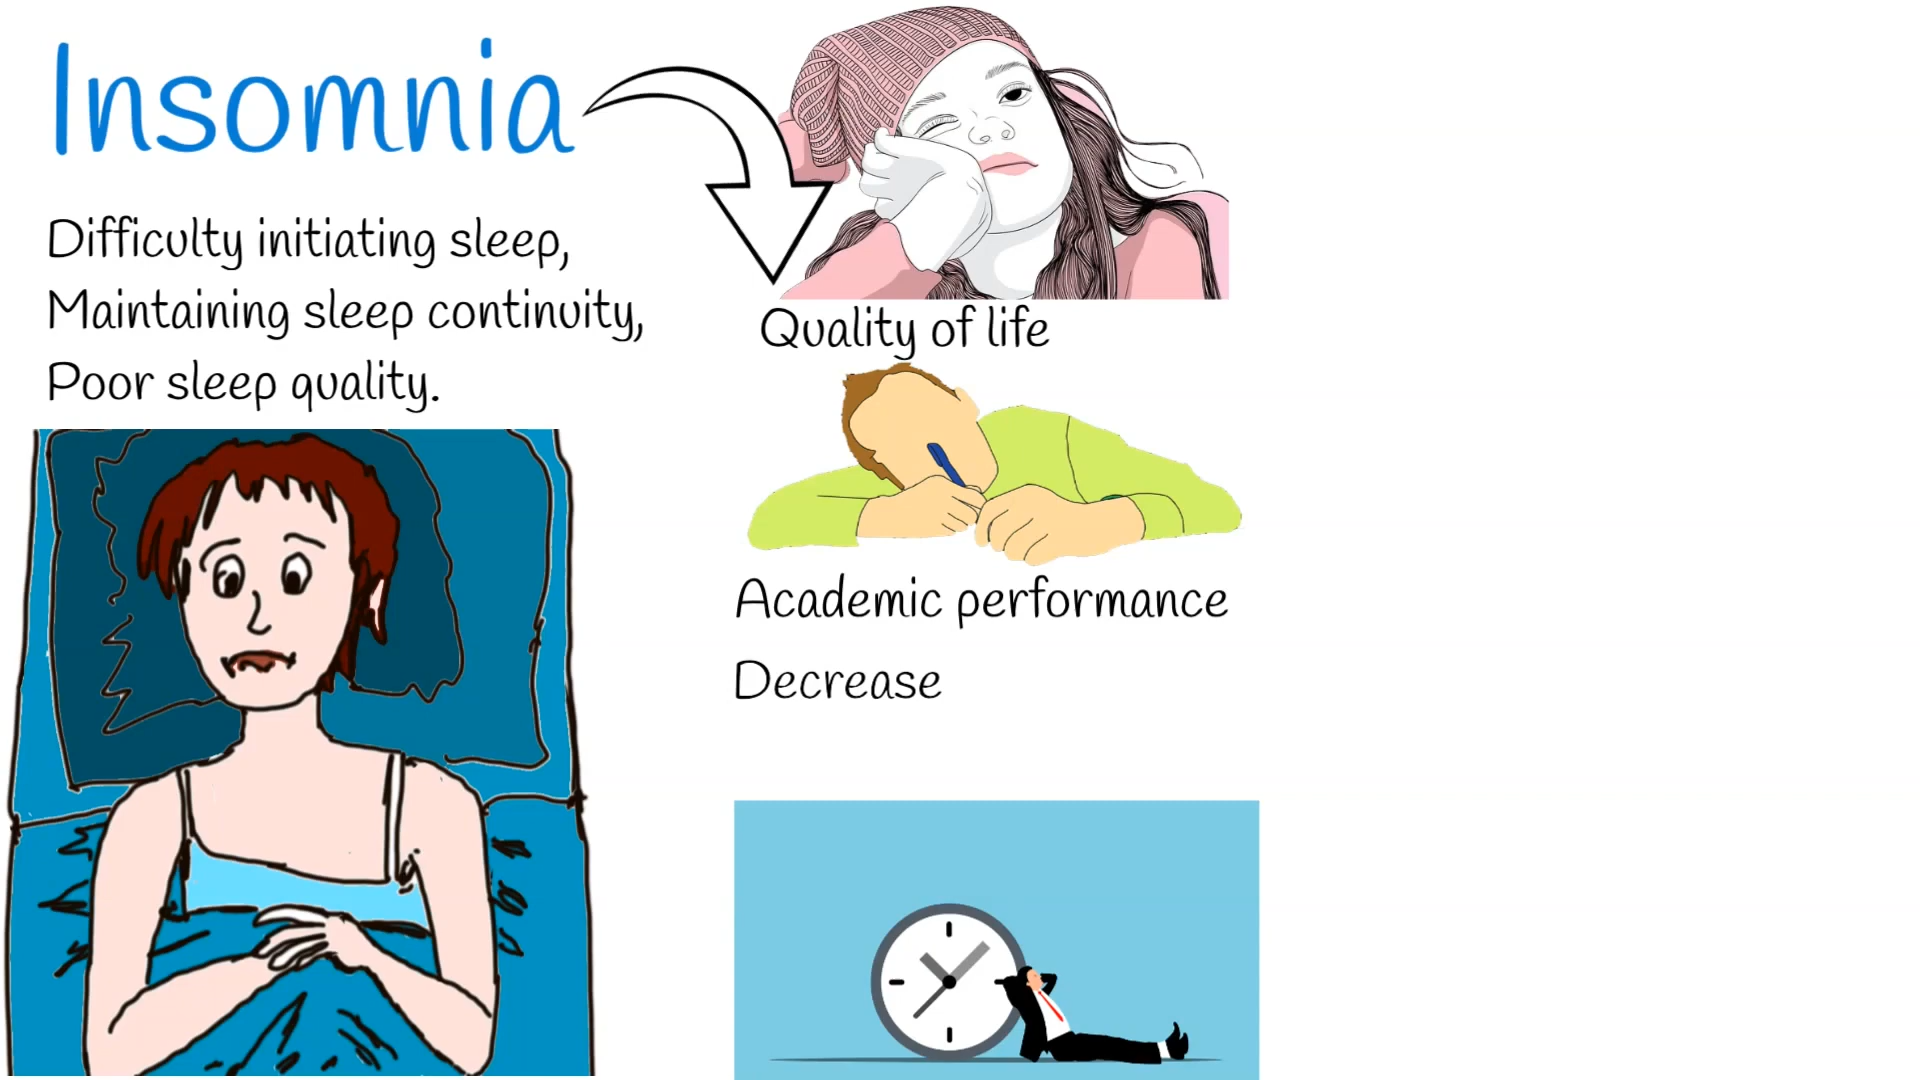 Insomnia
Difficulty initiating sleep,
Maintaining sleep continuity,
Poor sleep quality.
Quality of life
Academic performance
Decrease